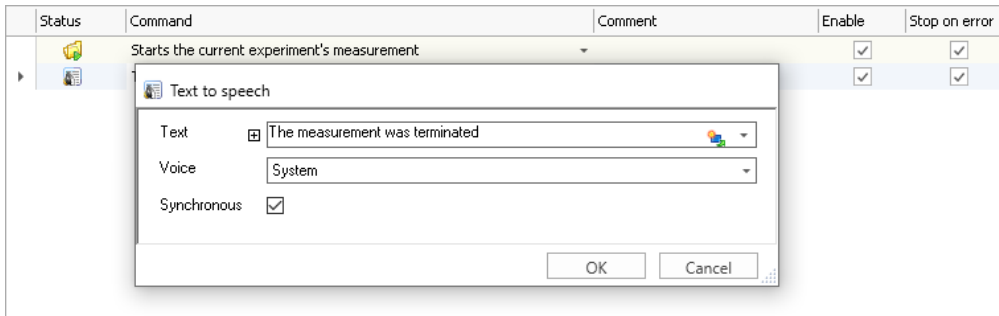 Status Command Comment Enable Stop on error
Starts the current experiment's measurement
Text to speech
Text The measurement was terminated
Voice System
Synchronous
OK Cancel